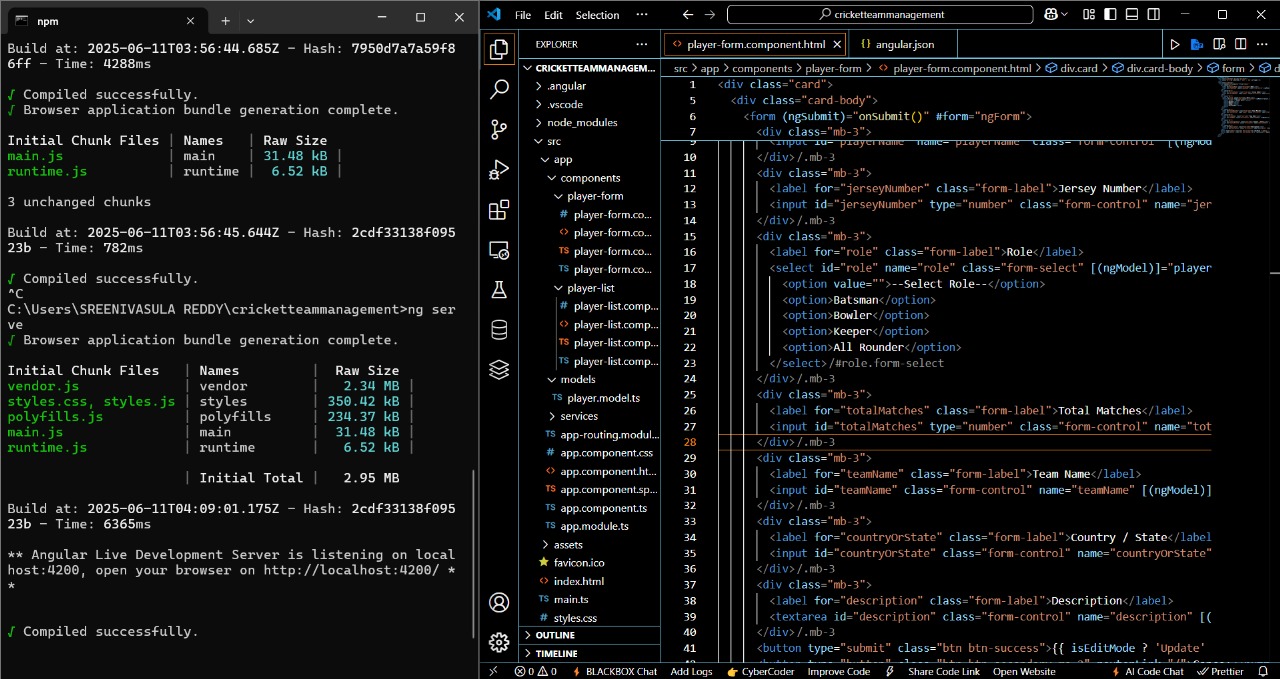 npm
Build at: 2025-06-11T03:56:44.685Z - Hash: 7950d7a7a59f8
6ff - Time: 4288ms
√ Compiled successfully.
√ Browser application bundle generation complete.
Initial Chunk Files | Names | Raw Size
main.js | main | 31.48 kB |
runtime.js | runtime | 6.52 kB |
3 unchanged chunks
Build at: 2025-06-11T03:56:45.644Z - Hash: 2cdf33138f095
23b - Time: 782ms
√ Compiled successfully.
^C
C:\Users\SREENIVASULA REDDY\cricketteammanagement>ng ser
ve
√ Browser application bundle generation complete.
Initial Chunk Files | Names | Raw Size
vendor.js | vendor | 2.34 MB |
styles.css, styles.js | styles | 350.42 kB |
polyfills.js | polyfills | 234.37 kB |
main.js | main | 31.48 kB |
runtime.js | runtime | 6.52 kB |
| Initial Total | 2.95 MB
Build at: 2025-06-11T04:09:01.175Z - Hash: 2cdf33138f095
23b - Time: 6365ms
** Angular Live Development Server is listening on local
host:4200, open your browser on http://localhost:4200/ *
*
√ Compiled successfully.
File Edit Selection ··· cricketteammanagement
EXPLORER ···
CRICKETTEAMMANAGEM...
.angular
.vscode
node_modules
src
app
components
player-form
# player-form.co...
<> player-form.co...
TS player-form.co...
TS player-form.co...
player-list
# player-list.comp...
<> player-list.comp...
TS player-list.comp...
TS player-list.comp...
models
TS player.model.ts
services
TS app-routing.modul...
# app.component.css
<> app.component.ht...
TS app.component.sp...
TS app.component.ts
TS app.module.ts
assets
favicon.ico
<> index.html
TS main.ts
# styles.css
OUTLINE
TIMELINE
<> player-form.component.html
{} angular.json
src > app > components > player-form > <> player-form.component.html > div.card > div.card-body > form > d
1 <div class="card">
5 <div class="card-body">
6 <form (ngSubmit)="onSubmit()" #form="ngForm">
7 <div class="mb-3">
<input id="playerName" name="playerName" class="form-control" [(ngMod
10 </div>/.mb-3
11 <div class="mb-3">
12 <label for="jerseyNumber" class="form-label">Jersey Number</label>
13 <input id="jerseyNumber" type="number" class="form-control" name="jer
14 </div>/.mb-3
15 <div class="mb-3">
16 <label for="role" class="form-label">Role</label>
17 <select id="role" name="role" class="form-select" [(ngModel)]="player
18 <option value="">--Select Role--</option>
19 <option>Batsman</option>
20 <option>Bowler</option>
21 <option>Keeper</option>
22 <option>All Rounder</option>
23 </select>/#role.form-select
24 </div>/.mb-3
25 <div class="mb-3">
26 <label for="totalMatches" class="form-label">Total Matches</label>
27 <input id="totalMatches" type="number" class="form-control" name="tot
28 </div>/.mb-3
29 <div class="mb-3">
30 <label for="teamName" class="form-label">Team Name</label>
31 <input id="teamName" class="form-control" name="teamName" [(ngModel)]
32 </div>/.mb-3
33 <div class="mb-3">
34 <label for="countryOrState" class="form-label">Country / State</label
35 <input id="countryOrState" class="form-control" name="countryOrState"
36 </div>/.mb-3
37 <div class="mb-3">
38 <label for="description" class="form-label">Description</label>
39 <textarea id="description" class="form-control" name="description" [(
40 </div>/.mb-3
41 <button type="submit" class="btn btn-success">{{ isEditMode ? 'Update'
0 0 BLACKBOX Chat Add Logs CyberCoder Improve Code Share Code Link Open Website AI Code Chat Prettier